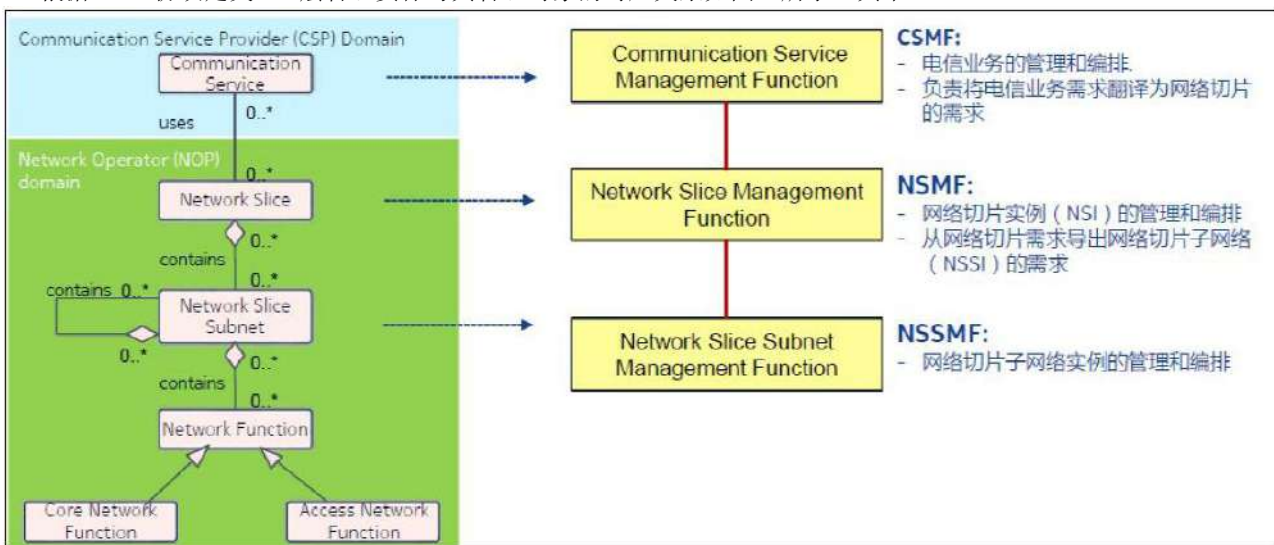 Communication Service Provider (CSP) Domain
Communication
Service
0..*
uses
Network Operator (NOP)
domain
0..*
Network Slice
0..*
contains
0..*
contains 0..*
Network Slice
Subnet
0..*
0..*
contains
0..*
Network Function
Core Network
Function
Access Network
Function
Communication Service
Management Function
Network Slice Management
Function
Network Slice Subnet
Management Function
CSMF:
- 电信业务的管理和编排.
- 负责将电信业务需求翻译为网络切片
的需求
NSMF:
- 网络切片实例（NSI）的管理和编排
- 从网络切片需求导出网络切片子网络
（NSSI）的需求
NSSMF:
- 网络切片子网络实例的管理和编排